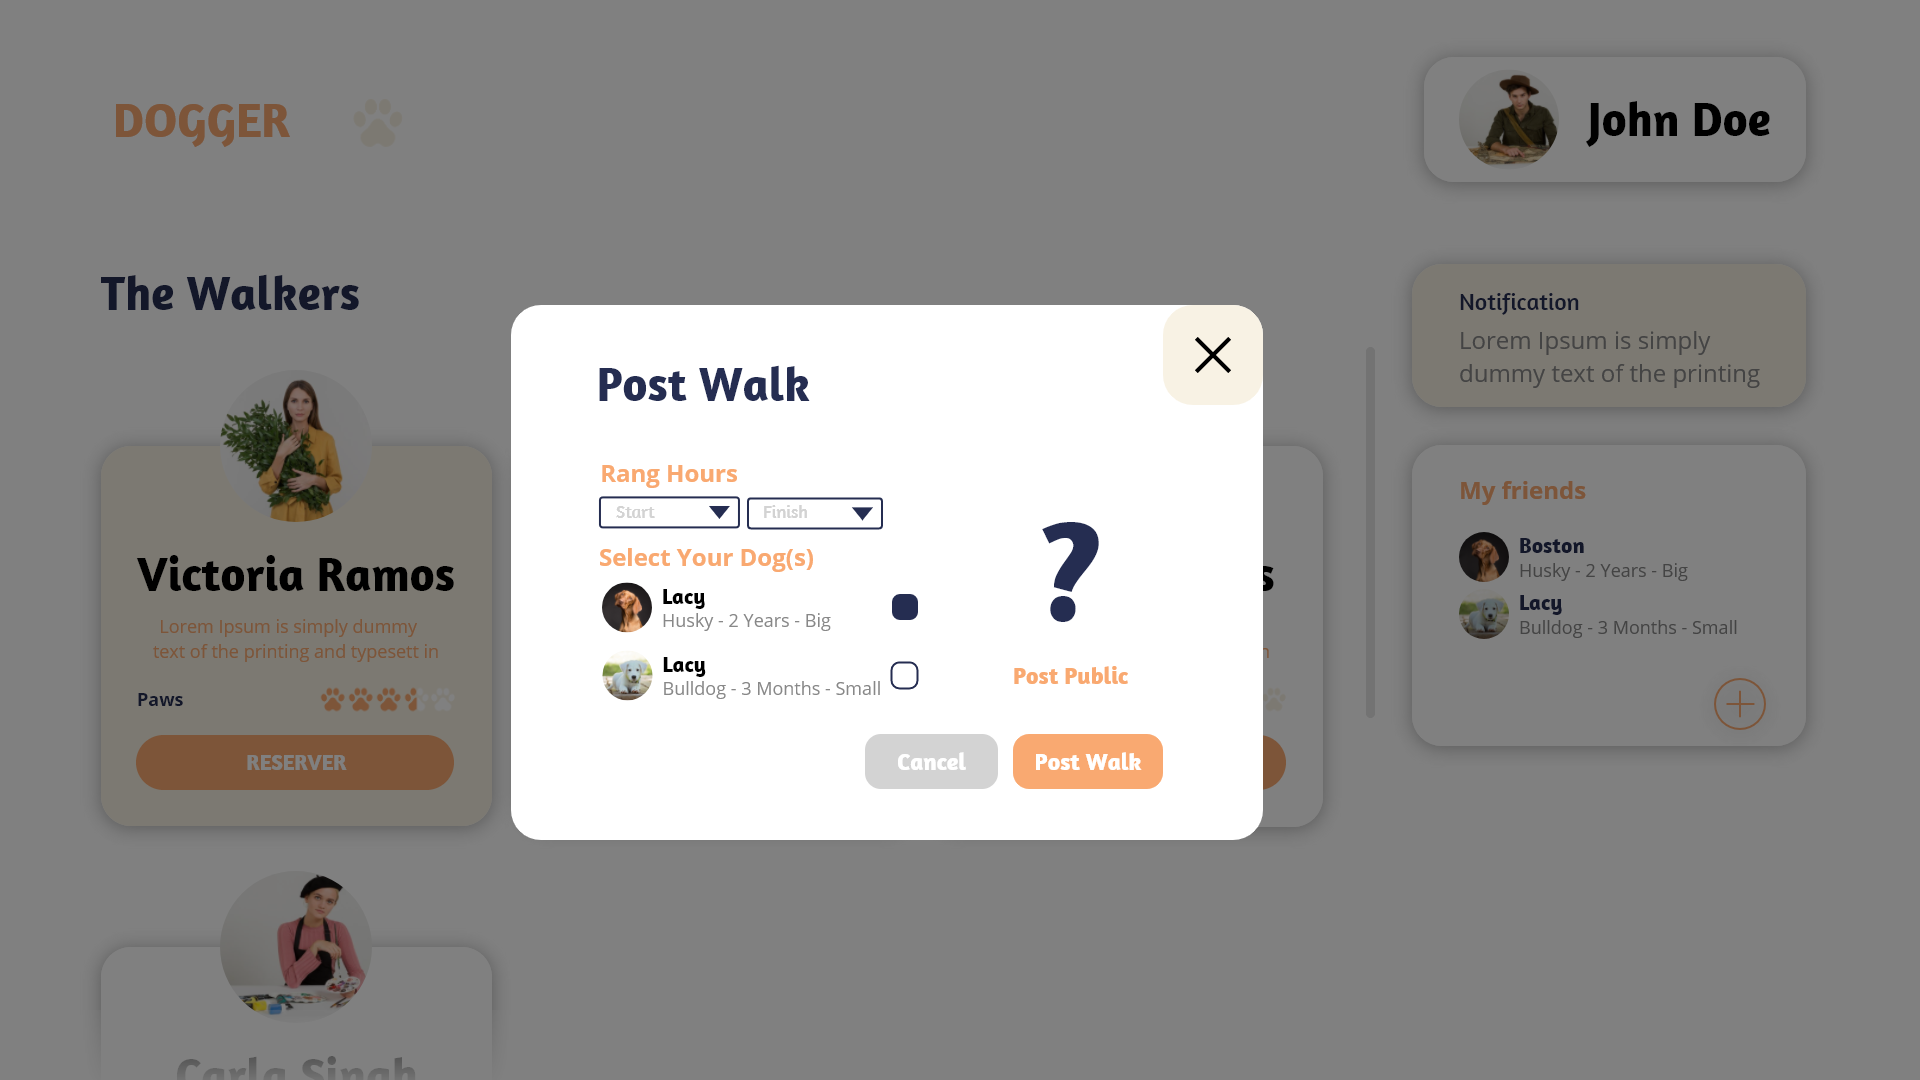 DOGGER
John Doe
The Walkers
Notification
Lorem Ipsum is simply
dummy text of the printing
Post Walk
Rang Hours
Start
Finish
Select Your Dog(s)
Lacy
Husky - 2 Years - Big
Lacy
Bulldog - 3 Months - Small
?
Post Public
Cancel
Post Walk
Victoria Ramos
Lorem Ipsum is simply dummy
text of the printing and typesett in
Paws
RESERVER
s
n
My friends
Boston
Husky - 2 Years - Big
Lacy
Bulldog - 3 Months - Small
Carla Singh